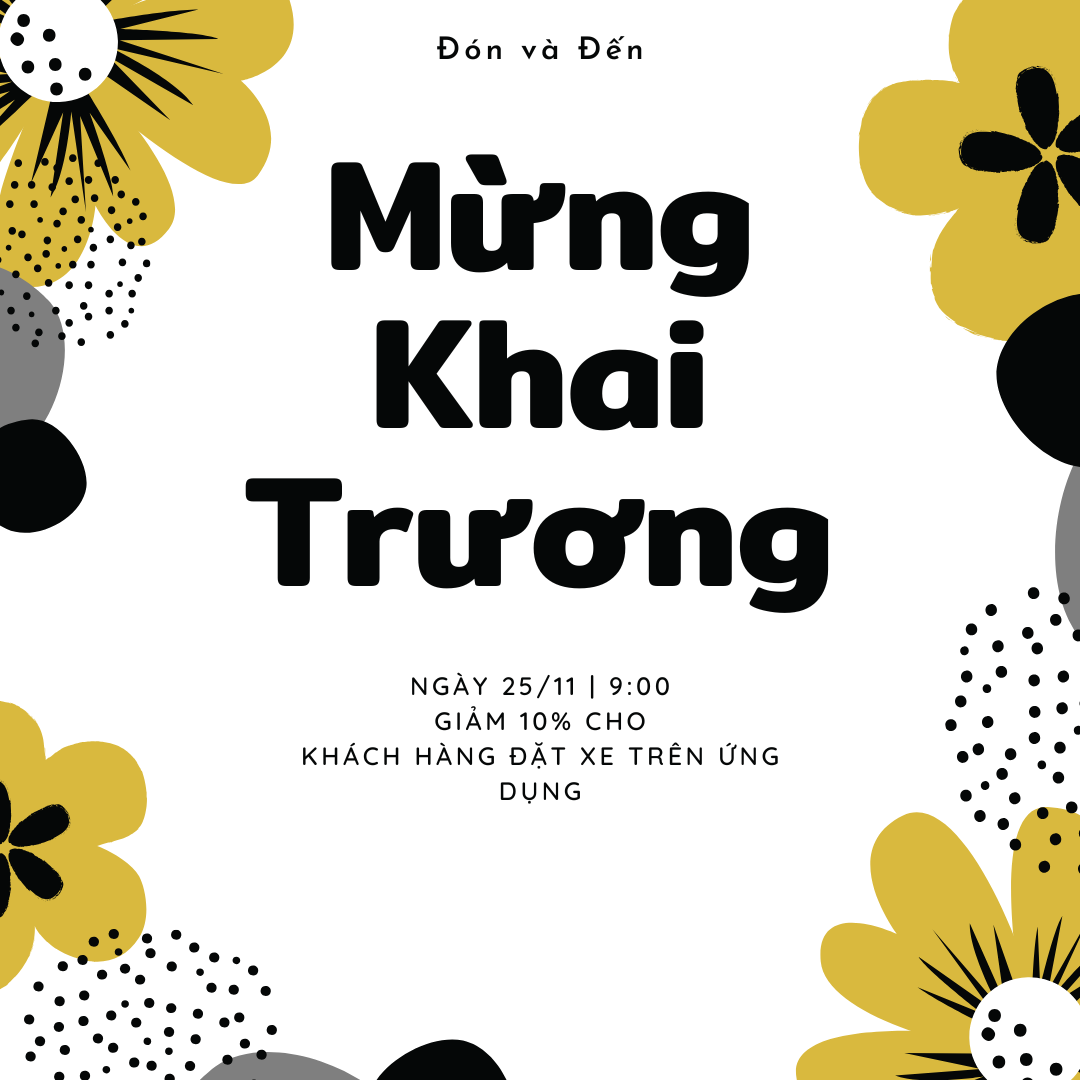 Đón và Đến
Mừng
Khai
Trương
NGÀY 25/11 | 9:00
GIẢM 10% CHO
KHÁCH HÀNG ĐẶT XE TRÊN ỨNG
DỤNG